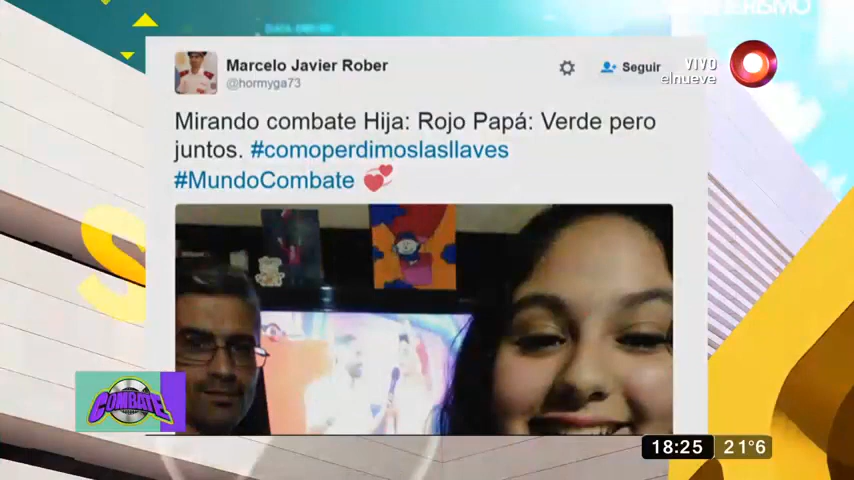 Marcelo Javier Rober
@hormyga73
Seguir
VIVO
elnueve
Mirando combate Hija: Rojo Papá: Verde pero
juntos. #comoperdimoslasllaves
#MundoCombate
COMBATE
18:25 21°6